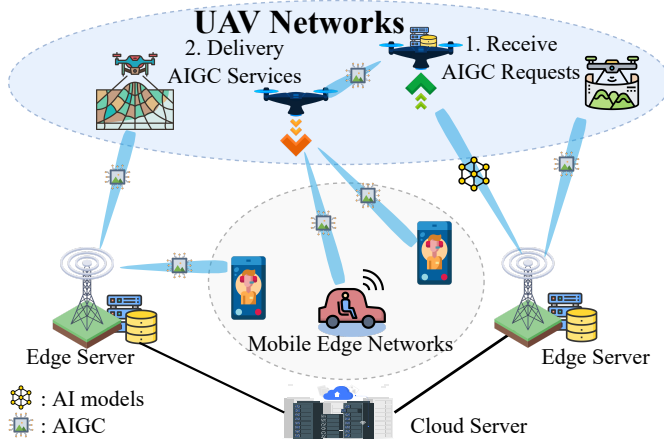 UAV Networks
2. Delivery
AIGC Services
1. Receive
AIGC Requests
Edge Server
Mobile Edge Networks
Edge Server
: AI models
: AIGC
Cloud Server